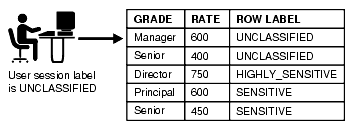 GRADE RATE ROW LABEL
Manager 600 UNCLASSIFIED
Senior 400 UNCLASSIFIED
Director 750 HIGHLY_SENSITIVE
Principal 600 SENSITIVE
Senior 450 SENSITIVE
User session label
is UNCLASSIFIED